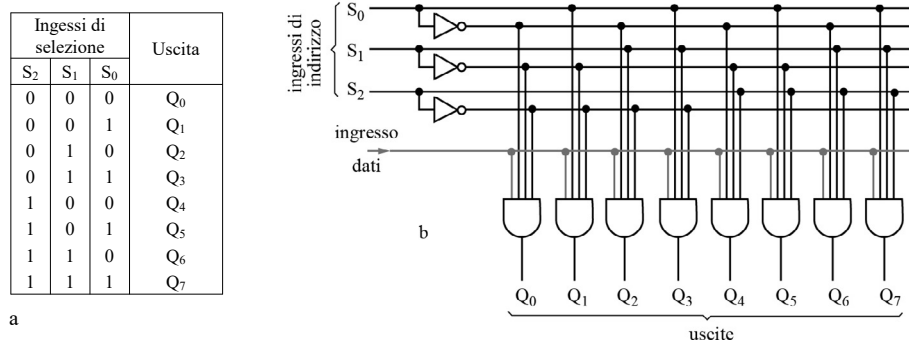 Ingressi di
selezione
Uscita
S2 S1 S0
0 0 0 Q0
0 0 1 Q1
0 1 0 Q2
0 1 1 Q3
1 0 0 Q4
1 0 1 Q5
1 1 0 Q6
1 1 1 Q7
a
ingressi di
indirizzo
S0
S1
S2
ingresso
dati
b
Q0 Q1 Q2 Q3 Q4 Q5 Q6 Q7
uscite